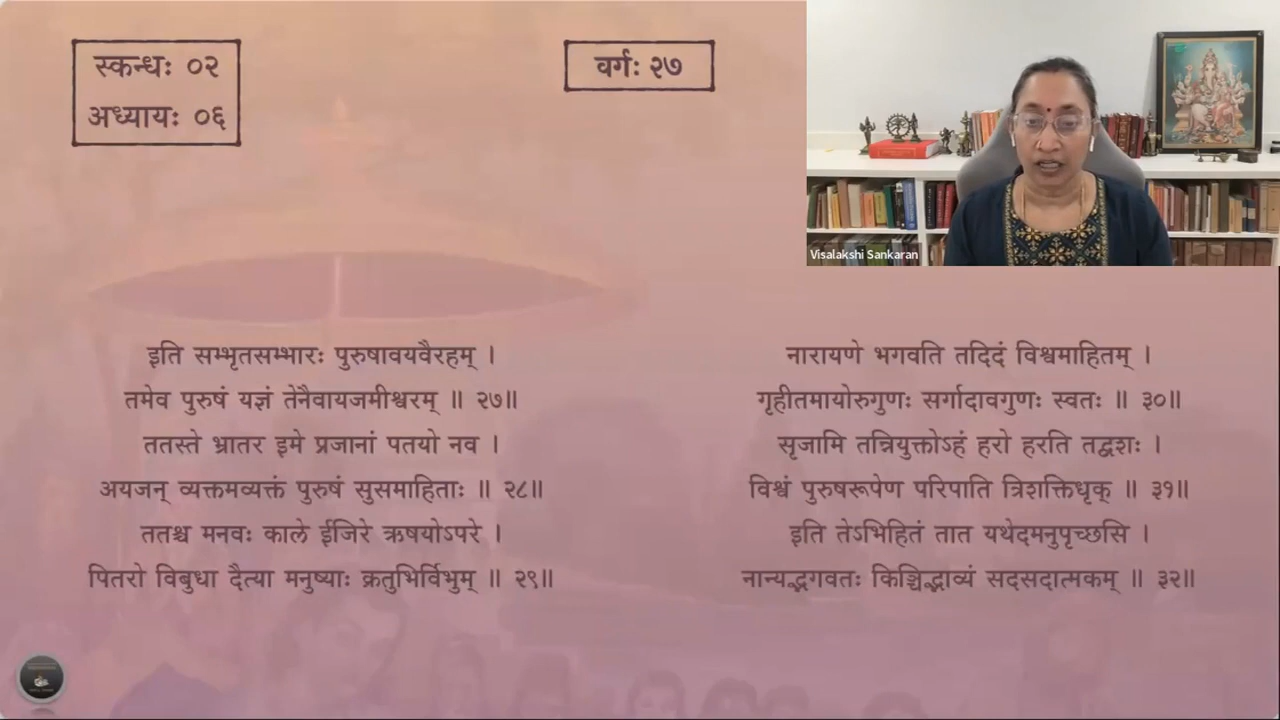 स्कन्धः ०२
अध्यायः ०६
वर्गः २७
Visalakshi Sankaran
इति सम्भृतसम्भारः पुरुषावयवैरहम् ।
तमेव पुरुषं यज्ञं तेनैवायजमीश्वरम् ॥ २७॥
ततस्ते भ्रातर इमे प्रजानां पतयो नव ।
अयजन् व्यक्तमव्यक्तं पुरुषं सुसमाहिताः ॥ २८॥
ततश्च मनवः काले ईजिरे ऋषयोऽपरे ।
पितरो विबुधा दैत्या मनुष्याः क्रतुभिर्विभुम् ॥ २९॥
नारायणे भगवति तदिदं विश्वमाहितम् ।
गृहीतमायोरुगुणः सर्गादावगुणः स्वतः ॥ ३०॥
सृजामि तन्नियुक्तोऽहं हरो हरति तद्वशः ।
विश्वं पुरुषरूपेण परिपाति त्रिशक्तिधृक् ॥ ३१॥
इति तेऽभिहितं तात यथेदमनुपृच्छसि ।
नान्यद्भगवतः किञ्चिद्भाव्यं सदसदात्मकम् ॥ ३२॥